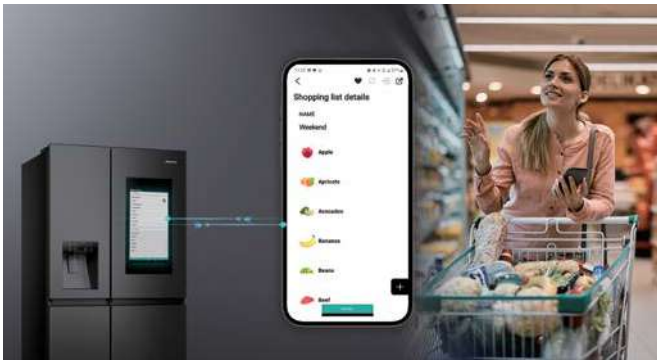 Shopping list details
NAME
Weekend
Apple
Apricots
Avocados
Bananas
Beans
Beef
+